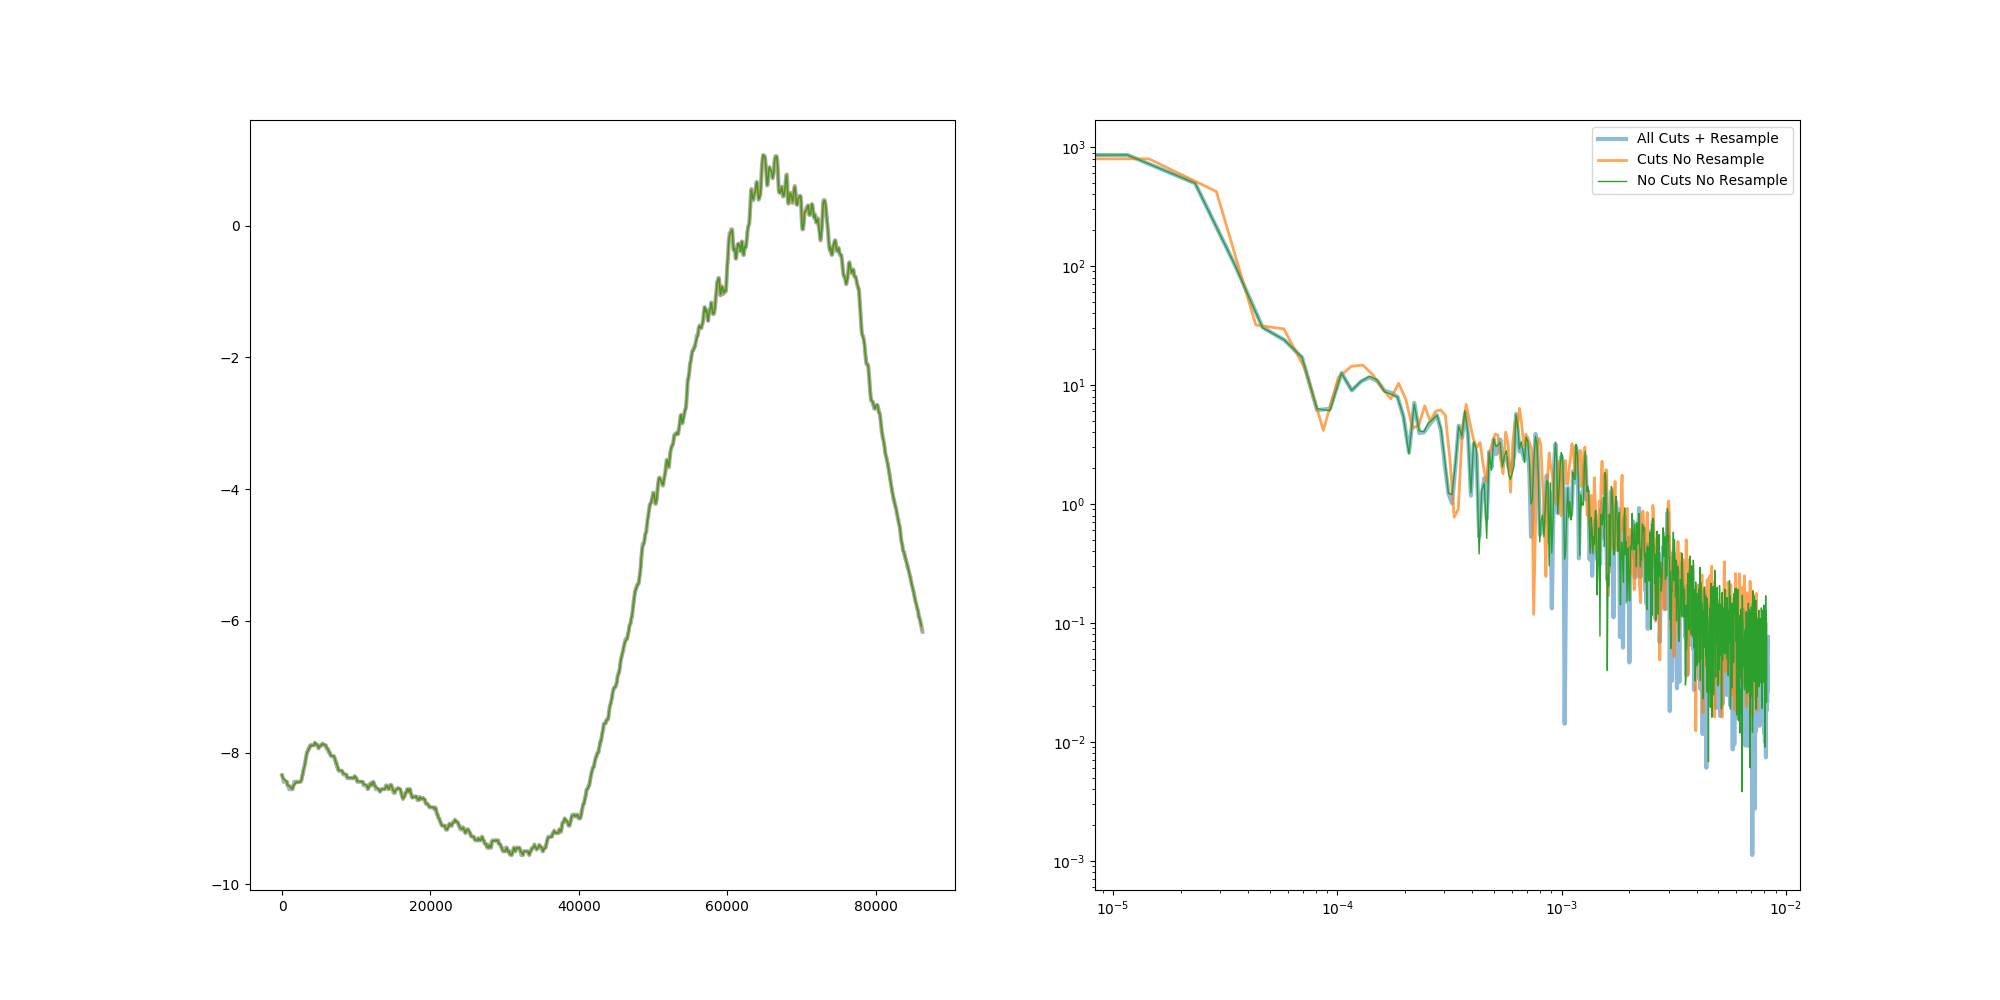 0
−2
−4
−6
−8
−10
0 20000 40000 60000 80000
All Cuts + Resample
Cuts No Resample
No Cuts No Resample
10³
10²
10¹
10⁰
10⁻¹
10⁻²
10⁻³
10⁻⁵ 10⁻⁴ 10⁻³ 10⁻²